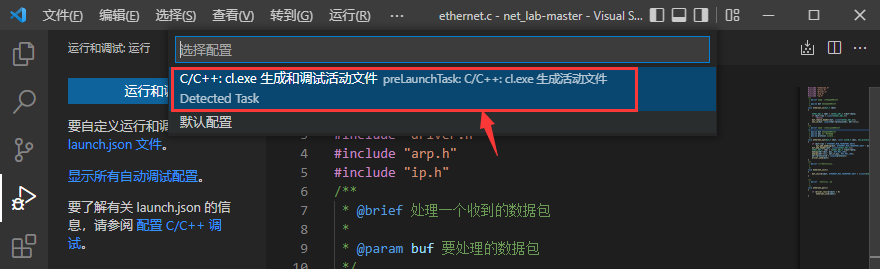 文件(F) 编辑(E) 选择(S) 查看(V) 转到(G) 运行(R) ··· ethernet.c - net_lab-master - Visual S...
运行和调试: 运行
选择配置
C/C++: cl.exe 生成和调试活动文件 preLaunchTask: C/C++: cl.exe 生成活动文件
Detected Task
默认配置
运行和调
要自定义运行和调
launch.json 文件。
显示所有自动调试配置。
要了解有关 launch.json 的信
息，请参阅 配置 C/C++ 调
试。
3 #include "driver.h"
4 #include "arp.h"
5 #include "ip.h"
6 /**
7 * @brief 处理一个收到的数据包
8 *
9 * @param buf 要处理的数据包
10 */